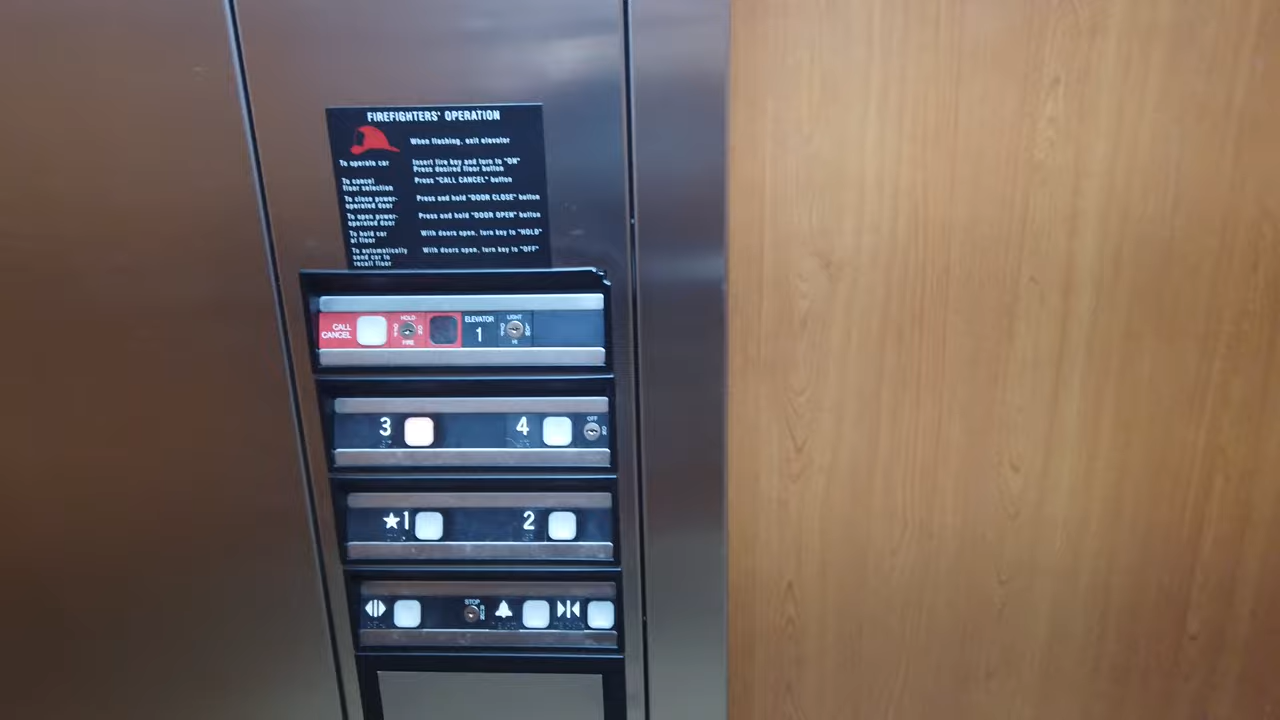 FIREFIGHTERS' OPERATION
When flashing, exit elevator
To operate car
Insert fire key and turn to "ON"
Press desired floor button
To cancel
floor selection
Press "CALL CANCEL" button
To close power-
operated door
Press and hold "DOOR CLOSE" button
To open power-
operated door
Press and hold "DOOR OPEN" button
To hold car
at floor
With doors open, turn key to "HOLD"
To automatically
send car to
recall floor
With doors open, turn key to "OFF"
CALL
CANCEL
HOLD
OFF
ON
FIRE
ELEVATOR
1
LIGHT
OFF
HI
3
4
OFF
★1
2
STOP